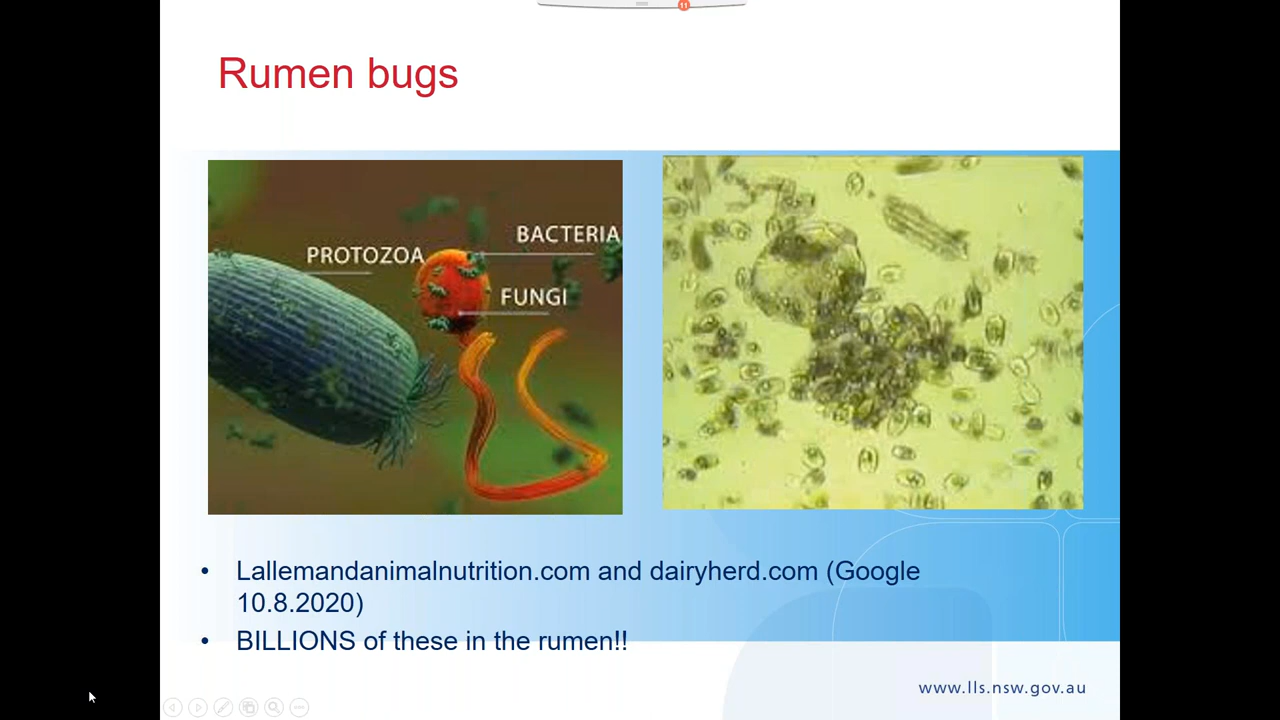 11
Rumen bugs
BACTERIA
PROTOZOA
FUNGI
• Lallemandanimalnutrition.com and dairyherd.com (Google
10.8.2020)
• BILLIONS of these in the rumen!!
www.lls.nsw.gov.au